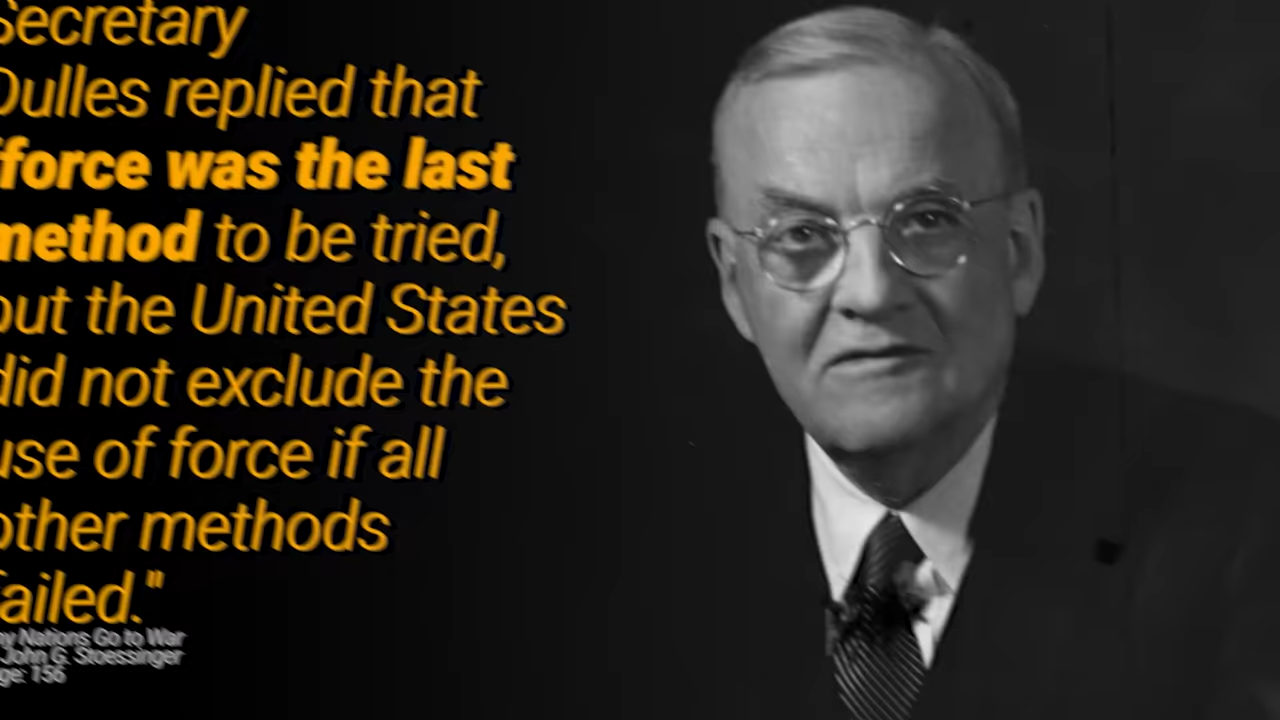 Secretary
Dulles replied that
force was the last
method to be tried,
but the United States
did not exclude the
use of force if all
other methods
failed."
Nations Go to War
John G. Stoessinger
156